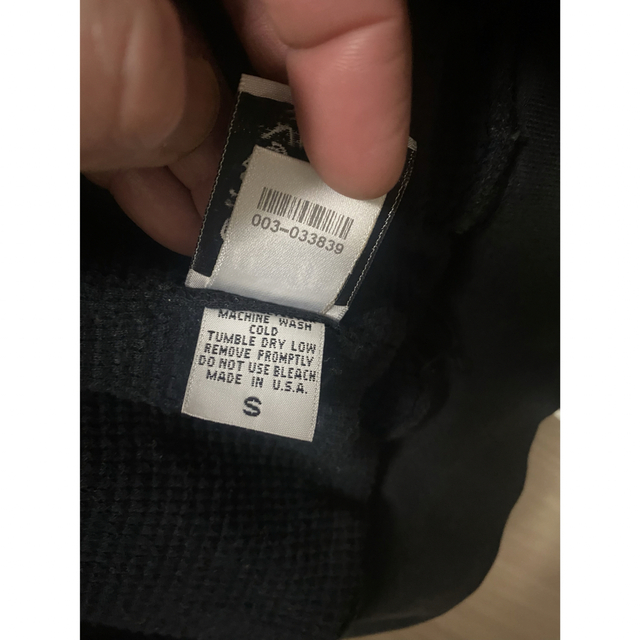 003-033839
MACHINE WASH
COLD
TUMBLE DRY LOW
REMOVE PROMPTLY
DO NOT USE BLEACH
MADE IN U.S.A.
S